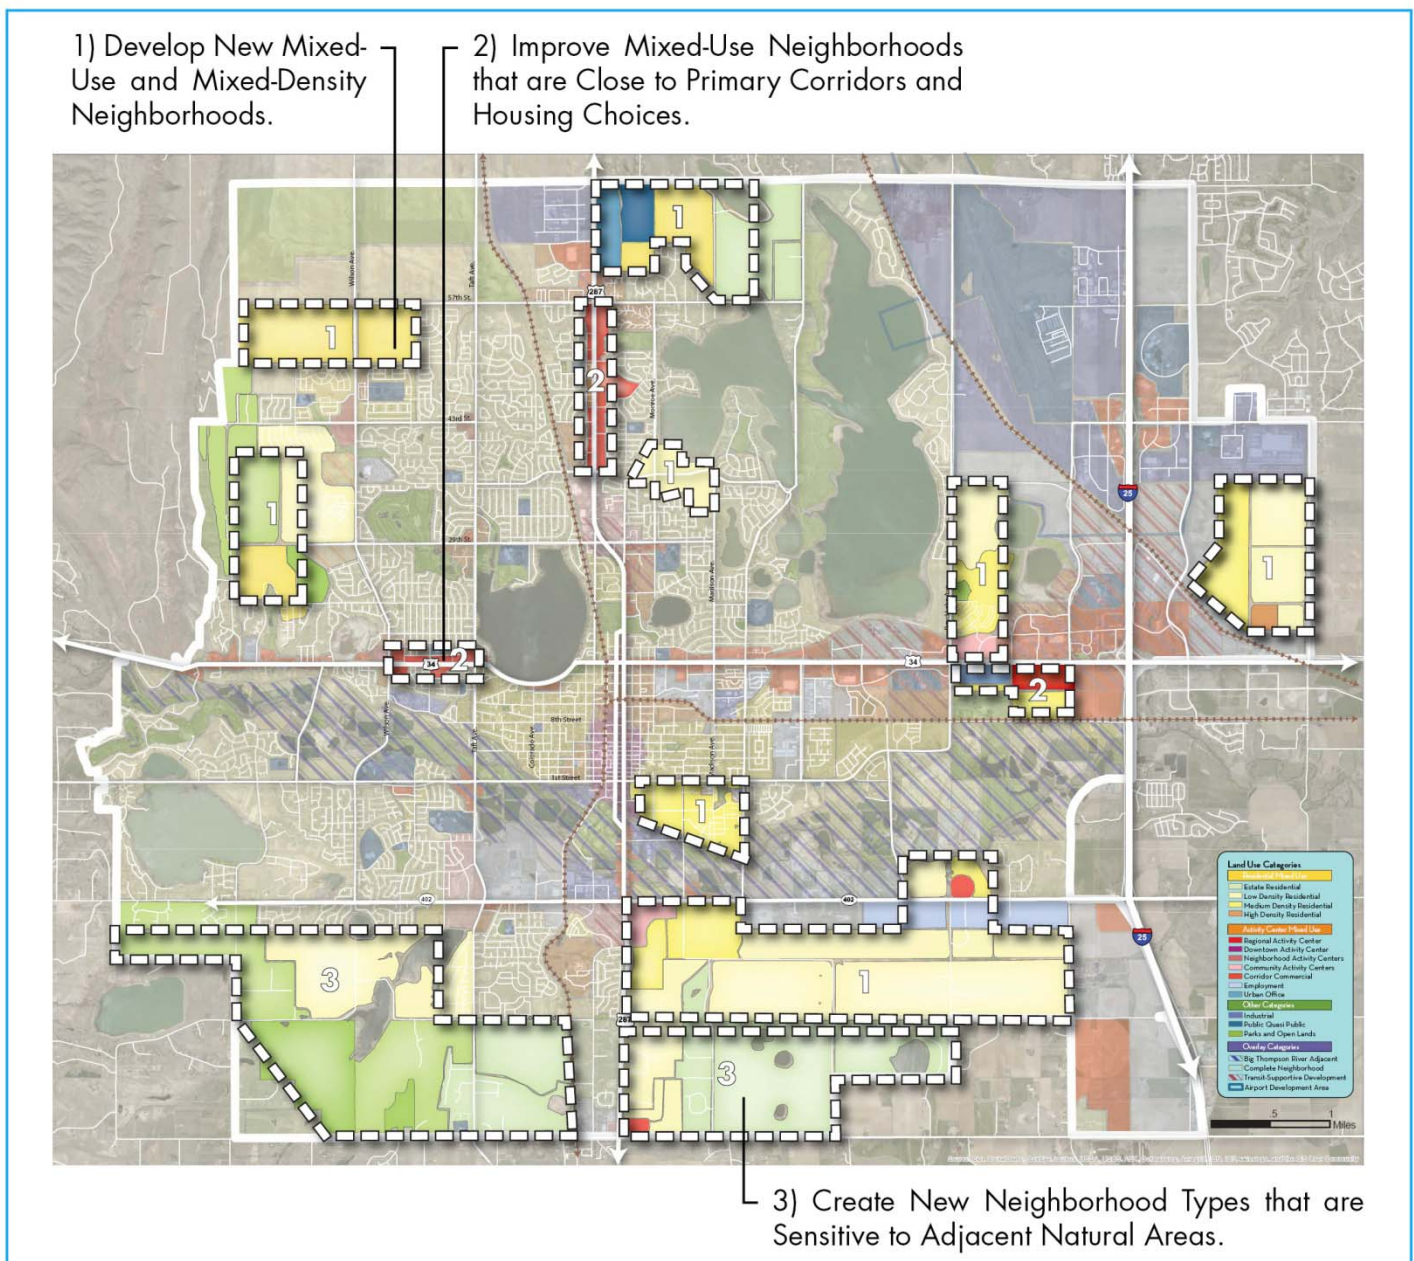 1) Develop New Mixed-
Use and Mixed-Density
Neighborhoods.
2) Improve Mixed-Use Neighborhoods
that are Close to Primary Corridors and
Housing Choices.
1
Wilson Ave.
Taft Ave.
57th St.
287
1
2
Monroe Ave.
43rd St.
1
25
1
1
1
29th St.
Madison Ave.
34
2
34
2
Wilson Ave.
Taft Ave.
8th Street
Colorado Ave.
Madison Ave.
1st Street
1
402
402
3
1
25
287
3
Land Use Categories
Residential Mixed Use
Estate Residential
Low Density Residential
Medium Density Residential
High Density Residential
Activity Center Mixed Use
Regional Activity Center
Downtown Activity Center
Neighborhood Activity Centers
Community Activity Centers
Corridor Commercial
Employment
Urban Office
Other Categories
Industrial
Public Quasi Public
Parks and Open Lands
Overlay Categories
Big Thompson River Adjacent
Complete Neighborhood
Transit-Supportive Development
Airport Development Area
.5
1
Miles
3) Create New Neighborhood Types that are
Sensitive to Adjacent Natural Areas.